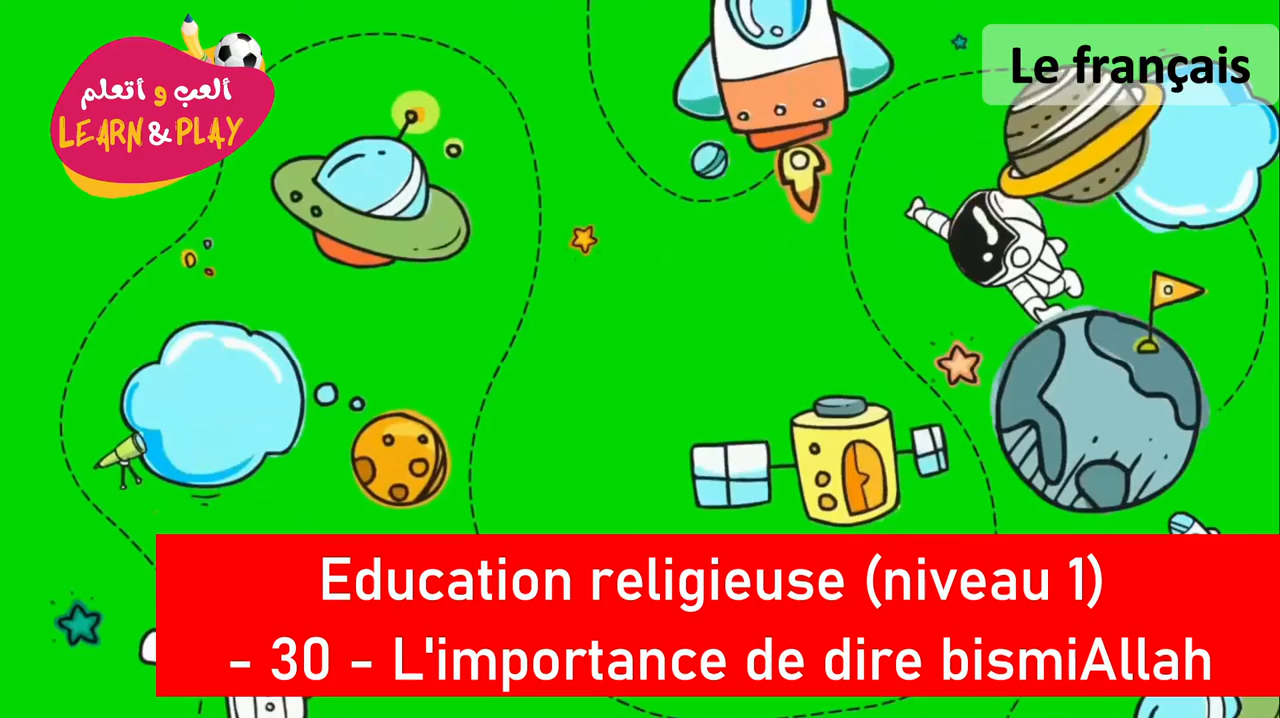 ألعب و أتعلم
LEARN & PLAY
Le français
Education religieuse (niveau 1)
- 30 - L'importance de dire bismiAllah